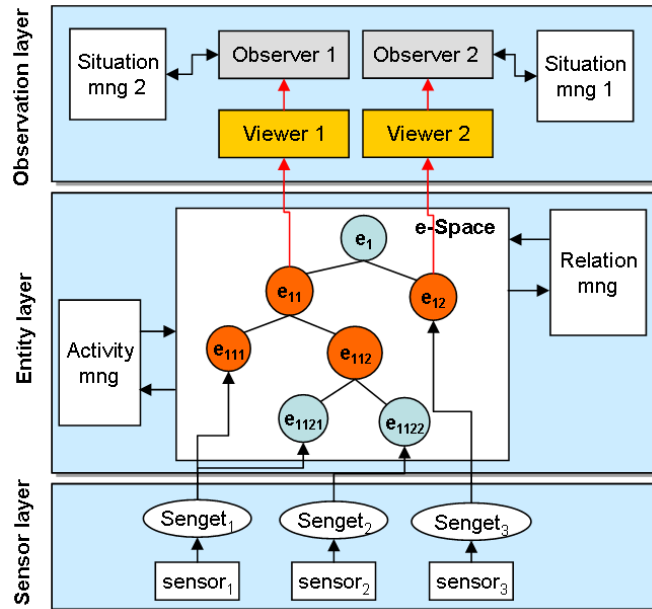 Observation layer
Situation
mng 2
Observer 1
Observer 2
Situation
mng 1
Viewer 1
Viewer 2
Entity layer
e-Space
e1
e11
e12
Relation
mng
Activity
mng
e111
e112
e1121
e1122
Sensor layer
Senget1
Senget2
Senget3
sensor1
sensor2
sensor3